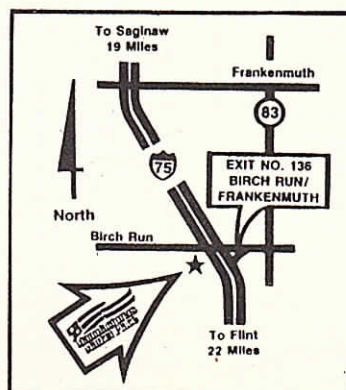 To Saginaw
19 Miles
Frankenmuth
83
75
EXIT NO. 136
BIRCH RUN/
FRANKENMUTH
North
Birch Run
To Flint
22 Miles